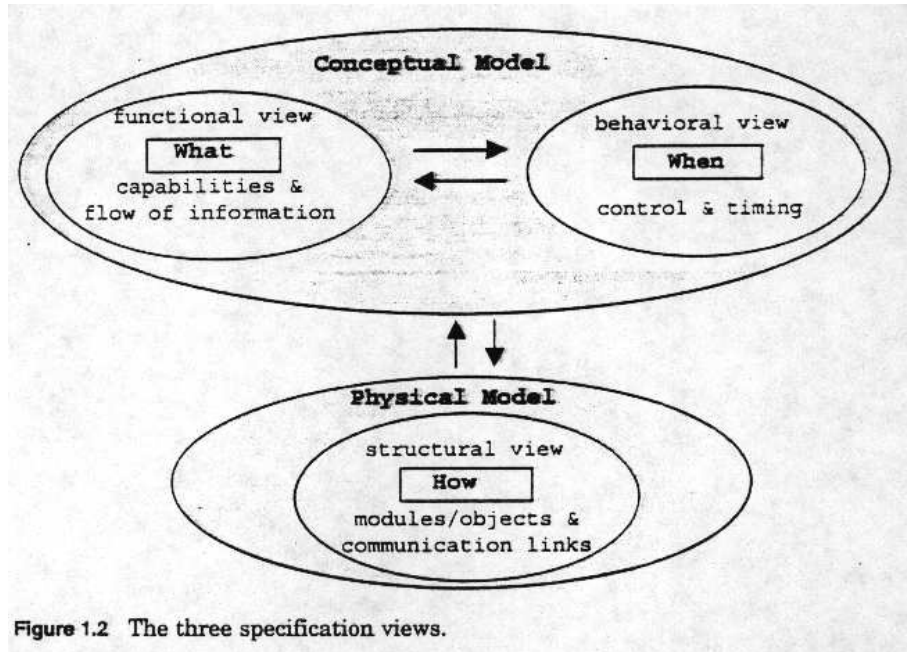 Conceptual Model
functional view
What
capabilities &
flow of information
behavioral view
When
control & timing
Physical Model
structural view
How
modules/objects &
communication links
Figure 1.2 The three specification views.